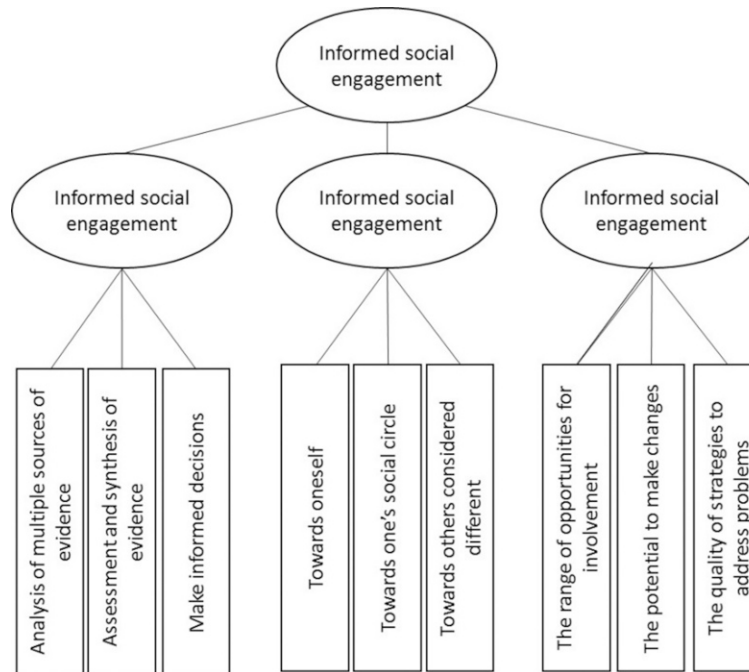 Informed social
engagement
Informed social
engagement
Informed social
engagement
Informed social
engagement
Analysis of multiple sources of
evidence
Assessment and synthesis of
evidence
Make informed decisions
Towards oneself
Towards one's social circle
Towards others considered
different
The range of opportunities for
involvement
The potential to make changes
The quality of strategies to
address problems